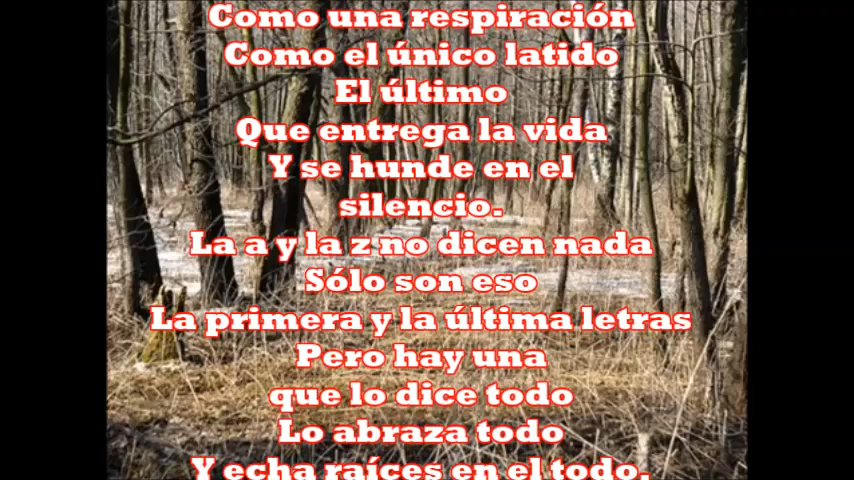 Como una respiración
Como el único latido
El último
Que entrega la vida
Y se hunde en el
silencio.
La a y la z no dicen nada
Sólo son eso
La primera y la última letras
Pero hay una
que lo dice todo
Lo abraza todo
Y echa raíces en el todo.